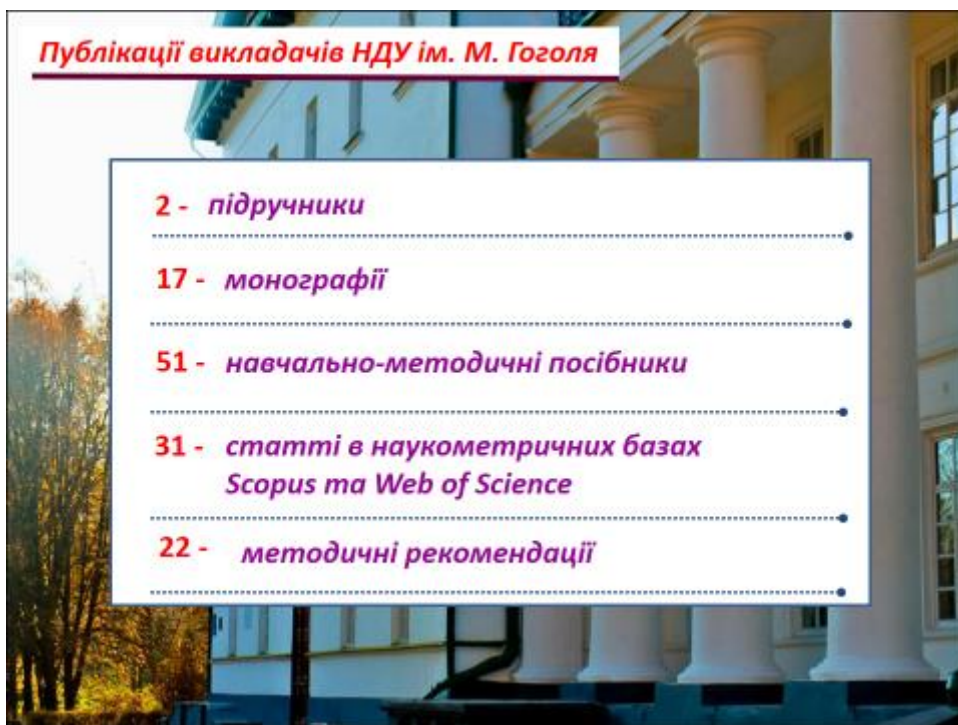 Публікації викладачів НДУ ім. М. Гоголя
2 - підручники
17 - монографії
51 - навчально-методичні посібники
31 - статті в наукометричних базах
Scopus та Web of Science
22 - методичні рекомендації